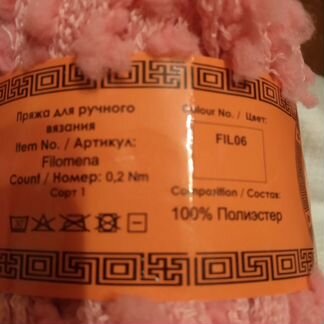 Пряжа для ручного
вязания
Item No. / Артикул:
Filomena
Count / Номер: 0,2 Nm
Сорт 1
Colour No. / Цвет:
FIL06
Composition / Состав:
100% Полиэстер